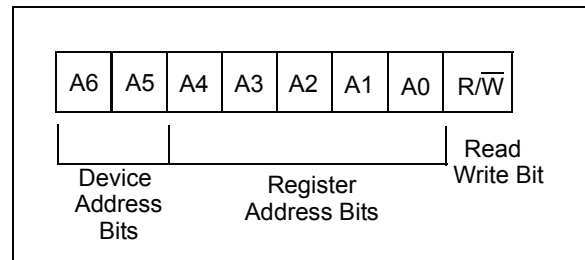 A6 A5 A4 A3 A2 A1 A0 R/W̅
Device Address Bits
Register Address Bits
Read Write Bit